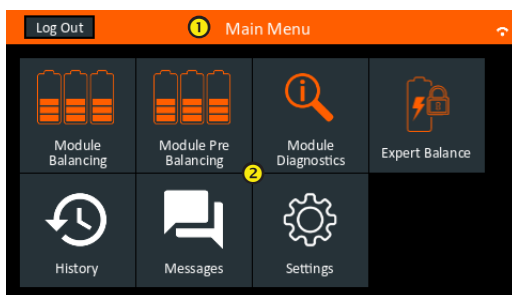 Log Out
1
Main Menu
Module
Balancing
Module Pre
Balancing
Module
Diagnostics
Expert Balance
2
History
Messages
Settings